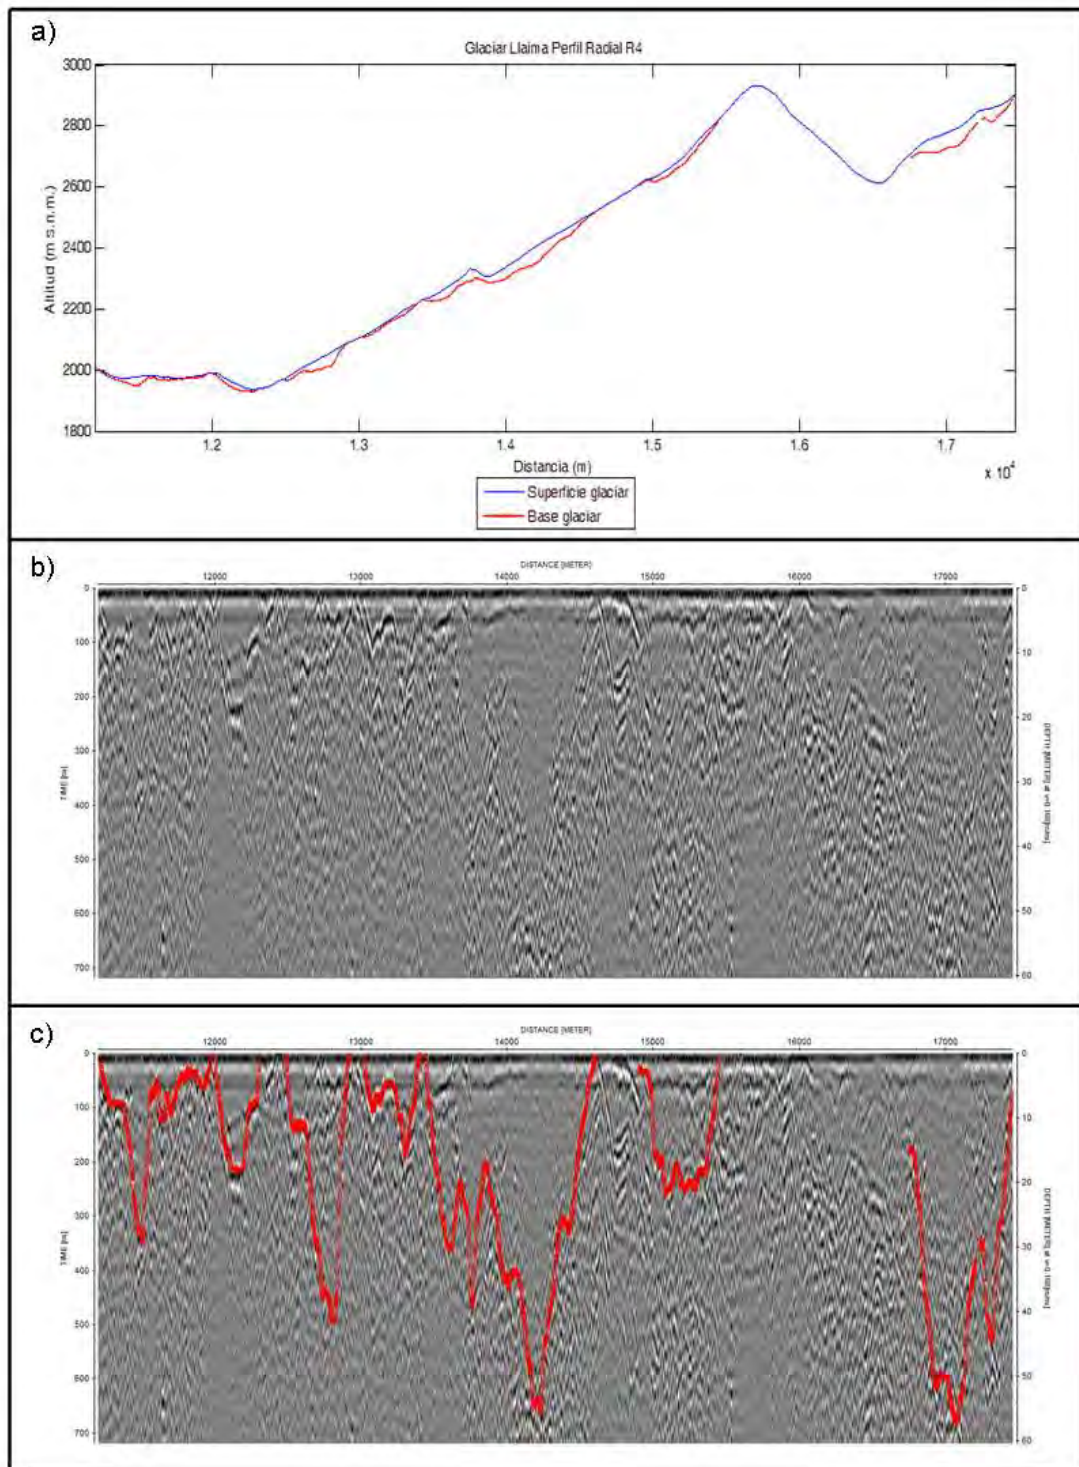 a)
Glaciar Llaima Perfil Radial R4
3000
2800
2600
2400
2200
2000
1800
Altitud (m s.n.m.)
1.2 1.3 1.4 1.5 1.6 1.7
Distancia (m)
x 10⁴
Superficie glaciar
Base glaciar
b)
DISTANCE [METER]
12000 13000 14000 15000 16000 17000
0
100
200
300
400
500
600
700
TIME [ns]
0
10
20
30
40
50
60
DEPTH [METER]
c)
DISTANCE [METER]
12000 13000 14000 15000 16000 17000
0
100
200
300
400
500
600
700
TIME [ns]
0
10
20
30
40
50
60
DEPTH [METER]